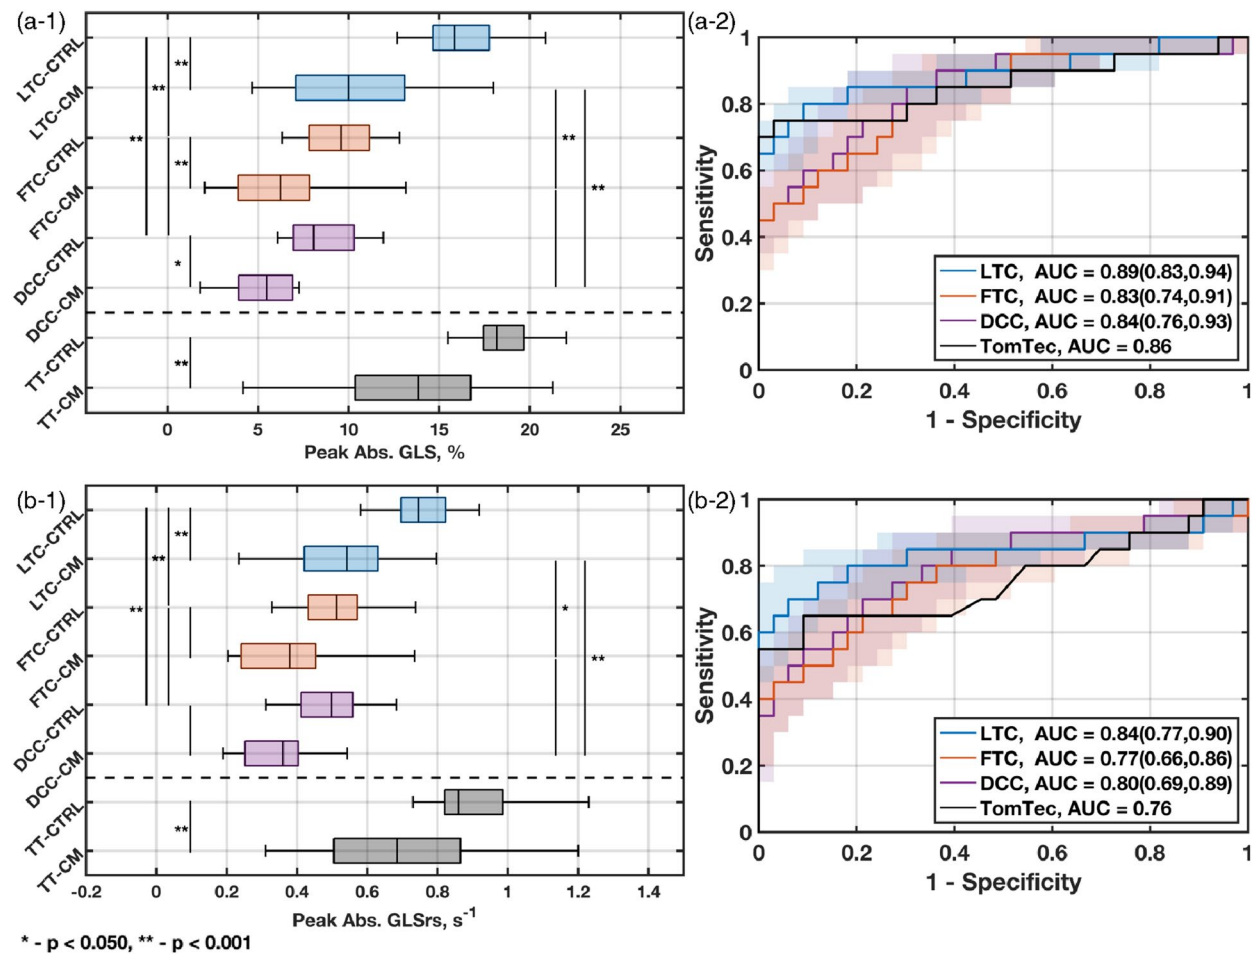 (a-1)
LTC-CTRL
LTC-CM
FTC-CTRL
FTC-CM
DCC-CTRL
DCC-CM
TT-CTRL
TT-CM
**
**
**
**
*
**
**
**
0 5 10 15 20 25
Peak Abs. GLS, %
(a-2)
Sensitivity
1
0.8
0.6
0.4
0.2
0
LTC, AUC = 0.89(0.83,0.94)
FTC, AUC = 0.83(0.74,0.91)
DCC, AUC = 0.84(0.76,0.93)
TomTec, AUC = 0.86
0 0.2 0.4 0.6 0.8 1
1 - Specificity
(b-1)
LTC-CTRL
LTC-CM
FTC-CTRL
FTC-CM
DCC-CTRL
DCC-CM
TT-CTRL
TT-CM
**
**
**
*
**
**
-0.2 0 0.2 0.4 0.6 0.8 1 1.2 1.4
Peak Abs. GLSrs, s⁻¹
(b-2)
Sensitivity
1
0.8
0.6
0.4
0.2
0
LTC, AUC = 0.84(0.77,0.90)
FTC, AUC = 0.77(0.66,0.86)
DCC, AUC = 0.80(0.69,0.89)
TomTec, AUC = 0.76
0 0.2 0.4 0.6 0.8 1
1 - Specificity
* - p < 0.050, ** - p < 0.001